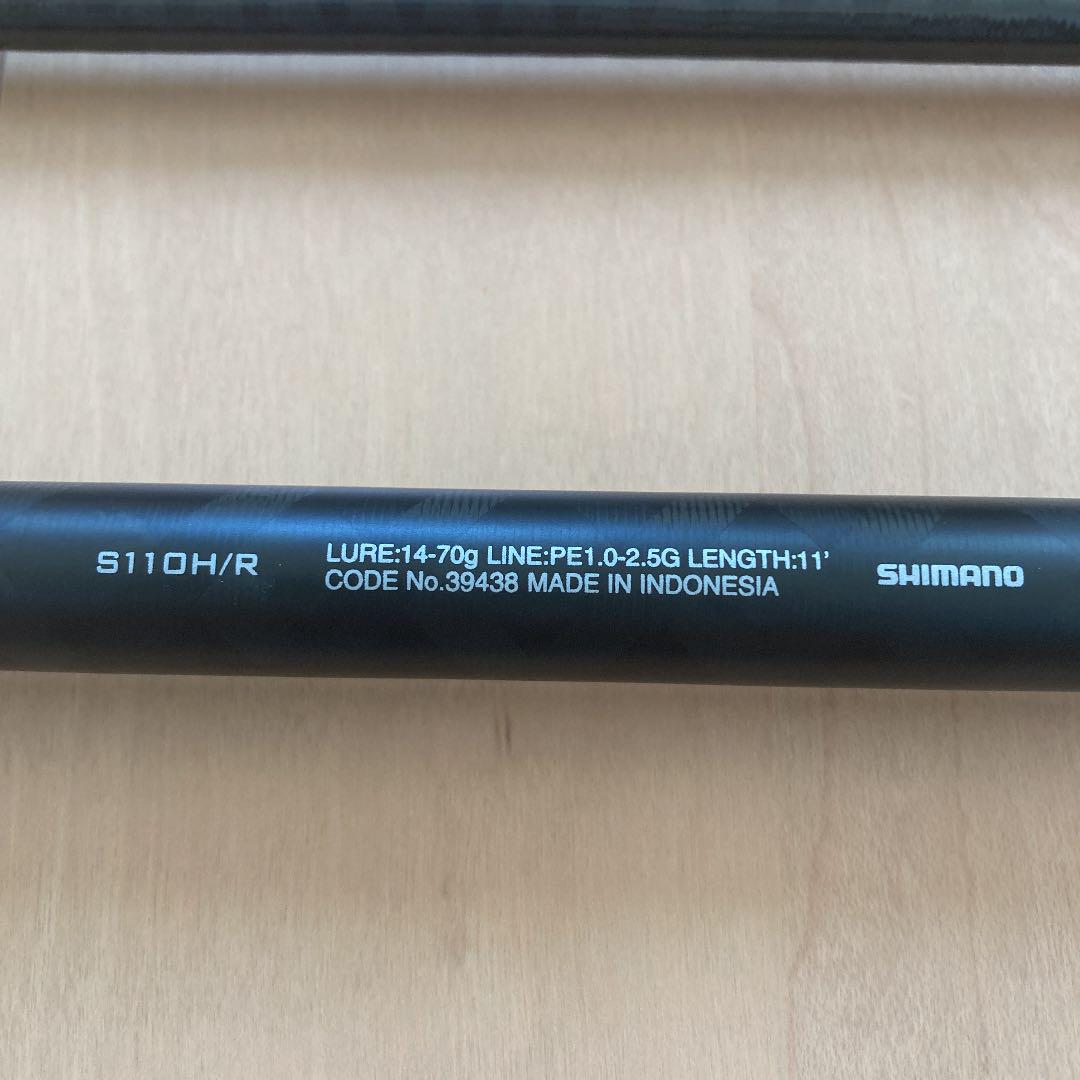 S110H/R
LURE:14-70g LINE:PE1.0-2.5G LENGTH:11'
CODE No.39438 MADE IN INDONESIA
SHIMANO